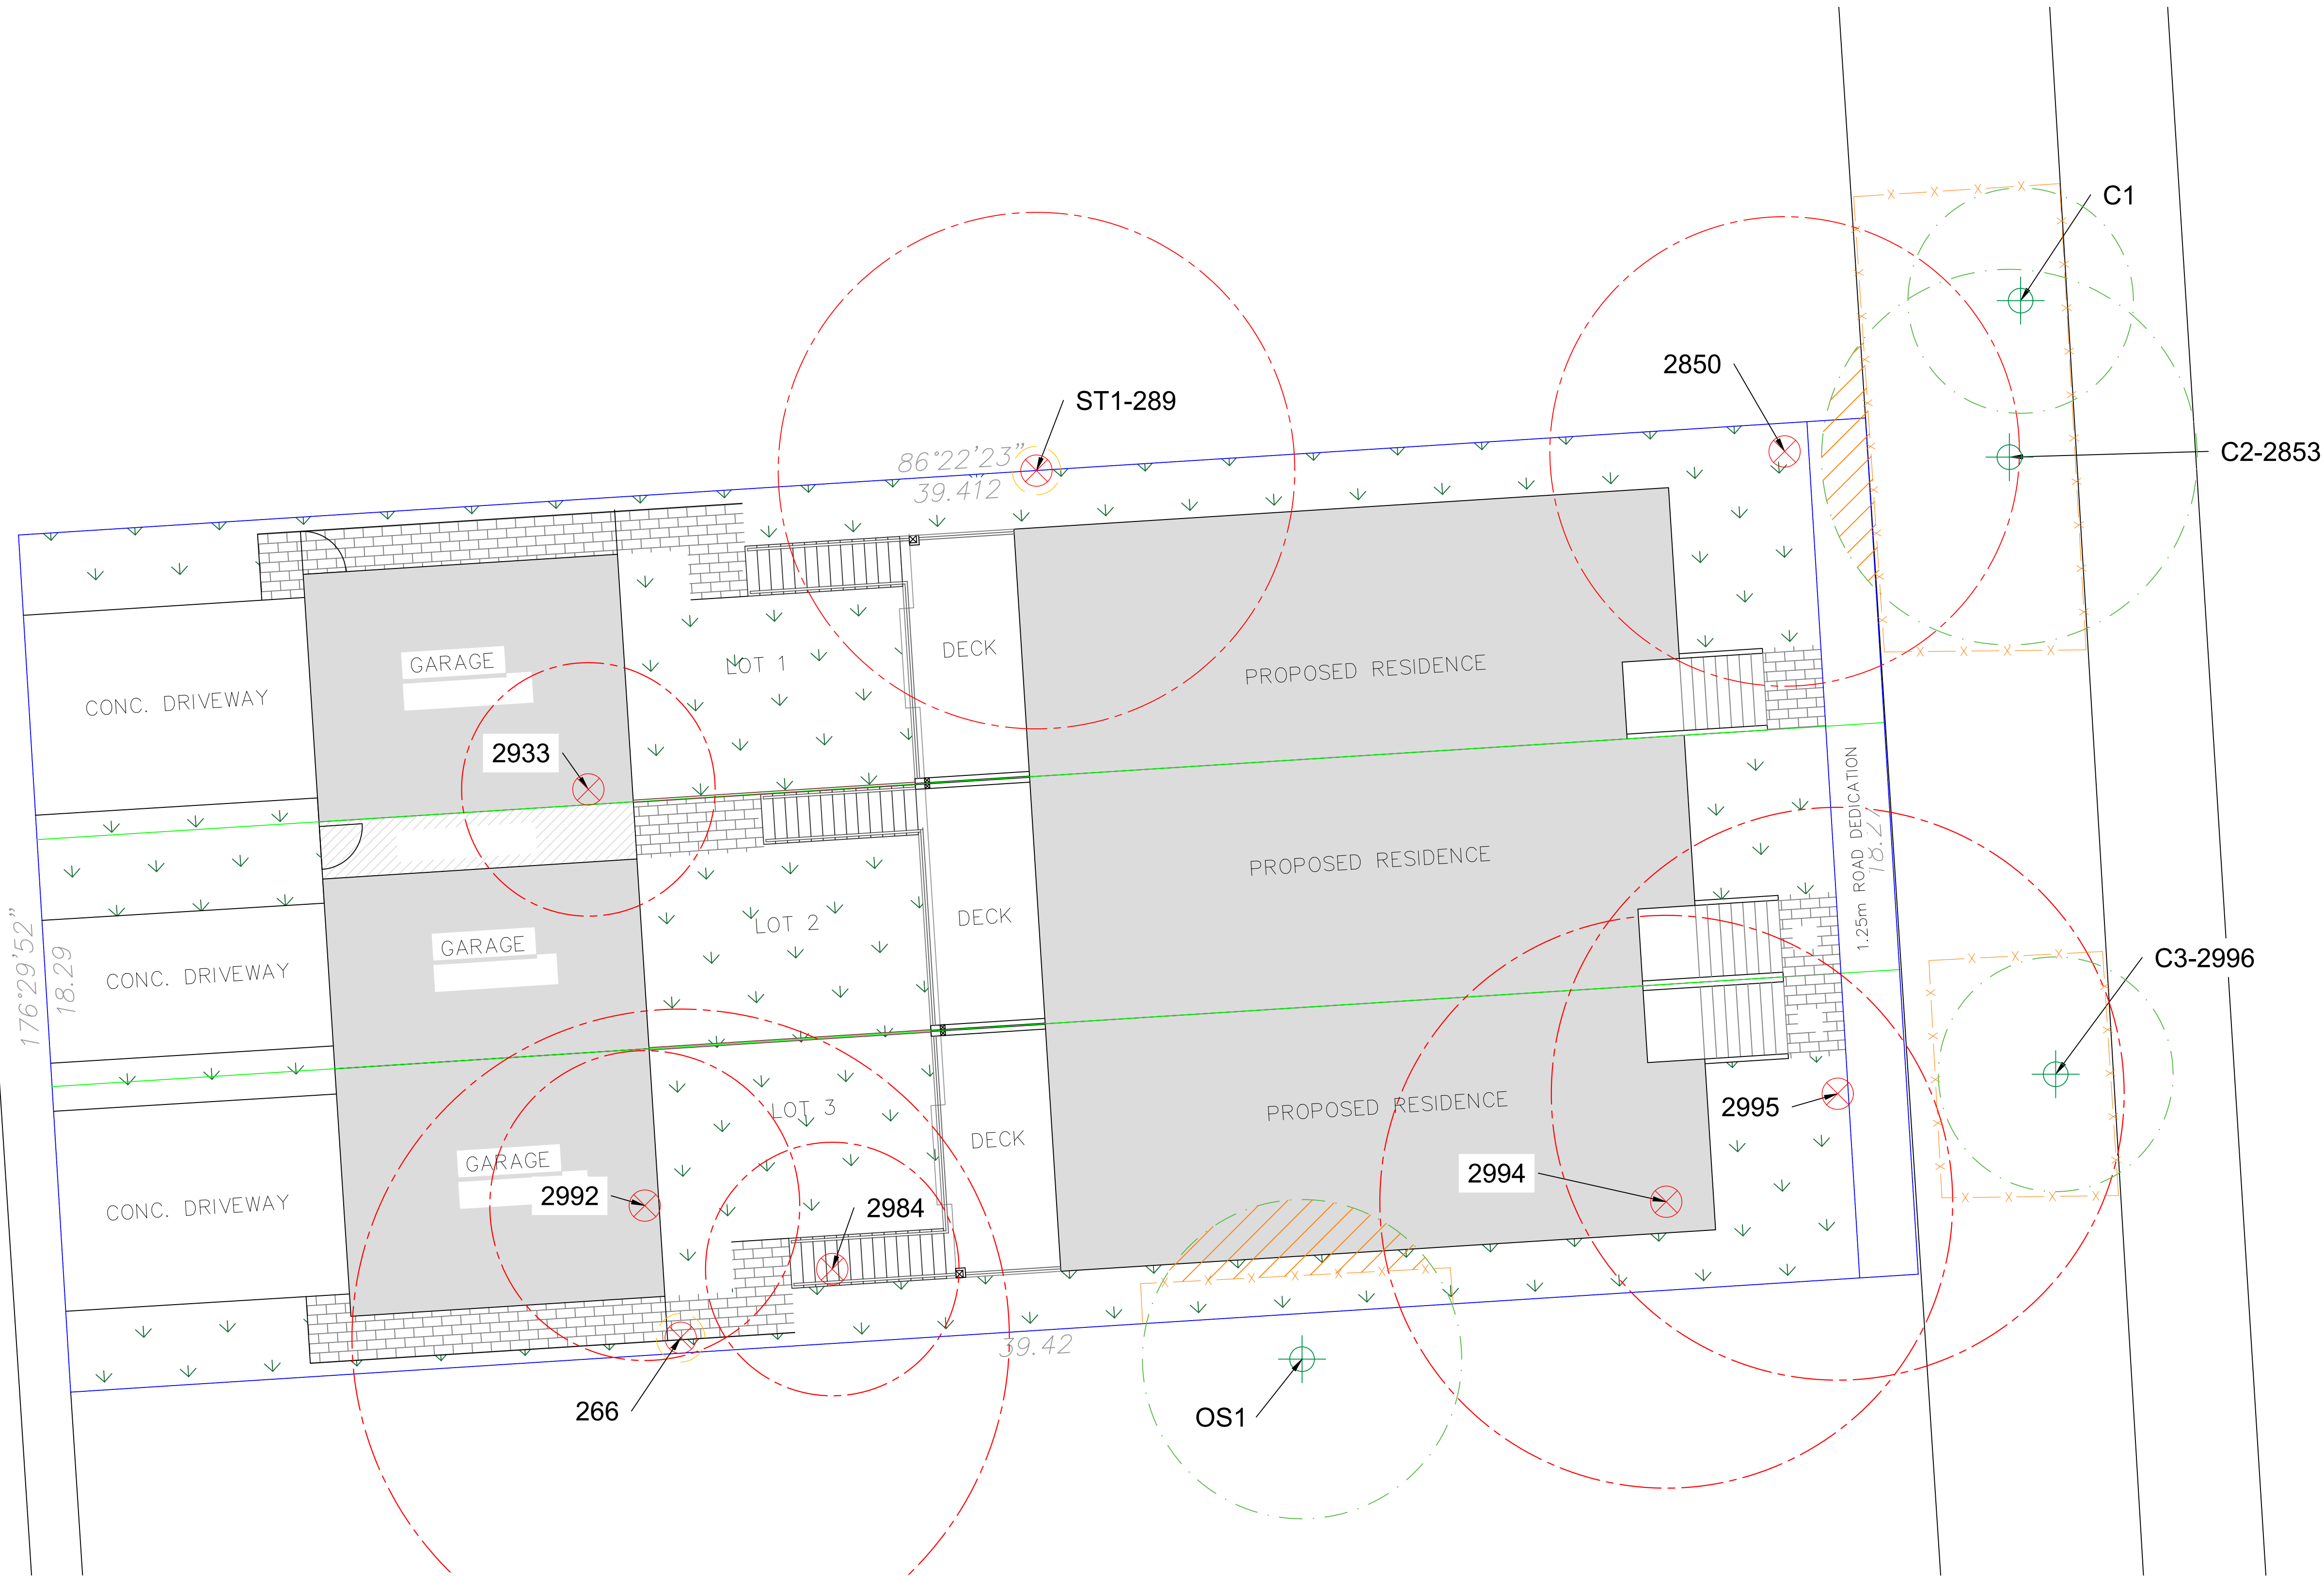 C1
2850
ST1-289
C2-2853
86°22'23"
39.412
DECK
GARAGE
LOT 1
PROPOSED RESIDENCE
CONC. DRIVEWAY
2933
1.25m ROAD DEDICATION
18.27
PROPOSED RESIDENCE
176°29'52"
18.29
GARAGE
LOT 2
DECK
CONC. DRIVEWAY
C3-2996
LOT 3
PROPOSED RESIDENCE
2995
DECK
GARAGE
2992
2994
2984
CONC. DRIVEWAY
39.42
266
OS1